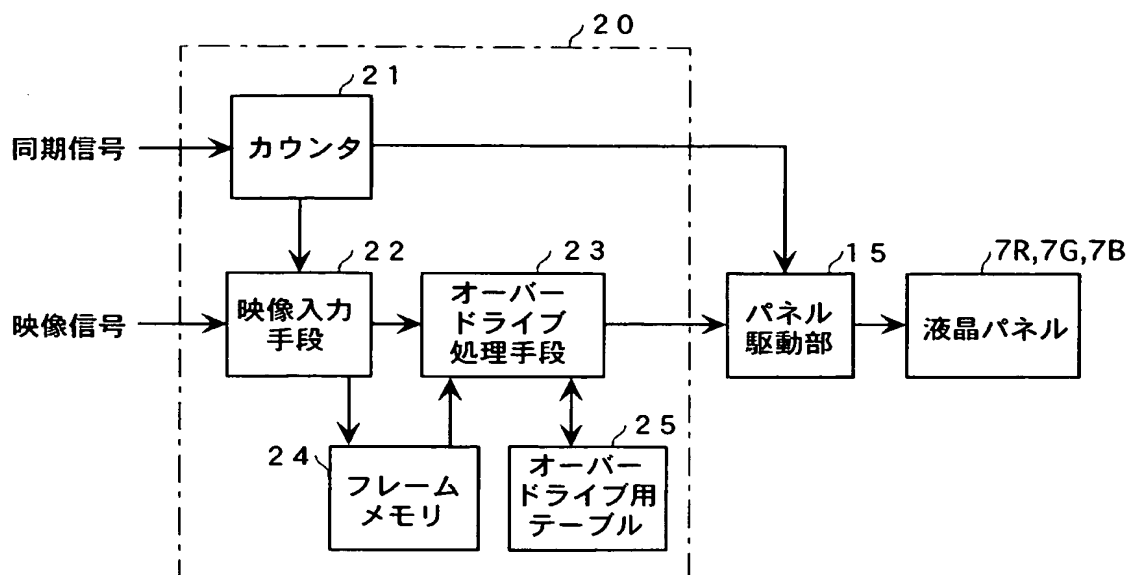 20
21
同期信号
カウンタ
22
23
15
7R,7G,7B
映像信号
映像入力
手段
オーバー
ドライブ
処理手段
パネル
駆動部
液晶パネル
24
25
フレーム
メモリ
オーバー
ドライブ用
テーブル